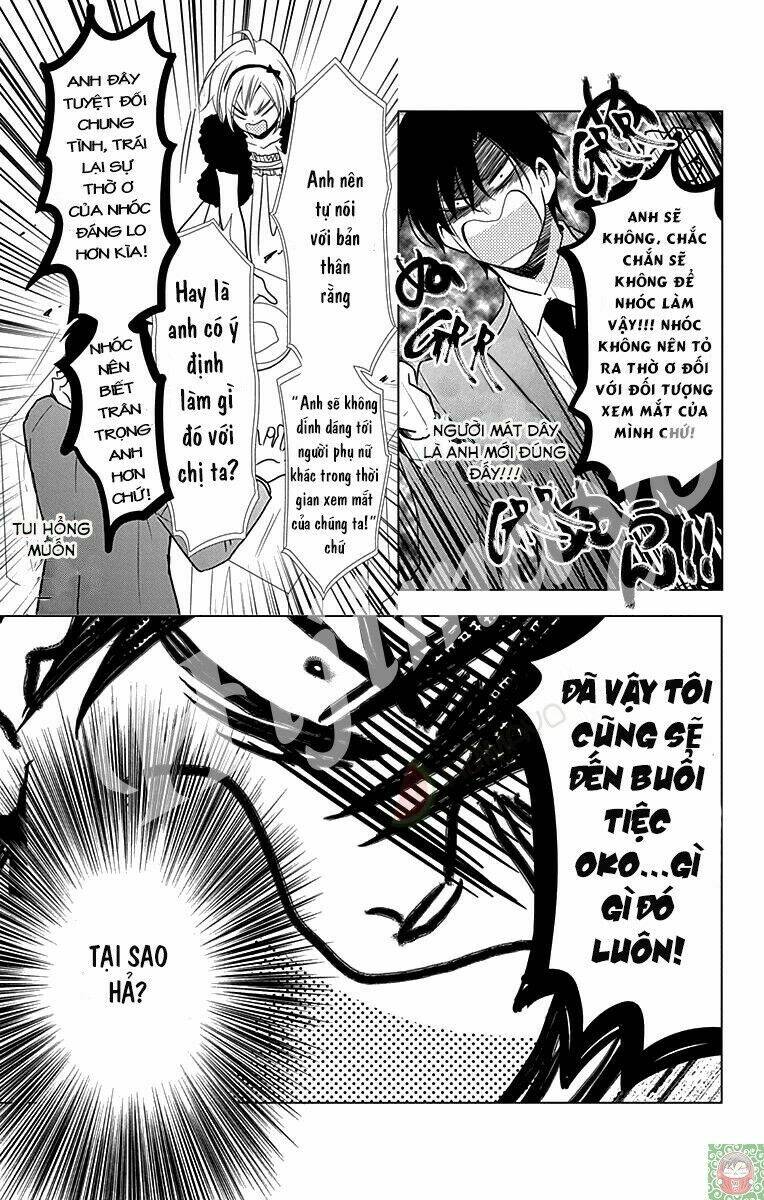 ANH SẼ
KHÔNG, CHẮC
CHẮN SẼ
KHÔNG ĐỂ
NHÓC LÀM
VẬY!!! NHÓC
KHÔNG NÊN TỎ
RA THỜ Ơ ĐỐI
VỚI ĐỐI TƯỢNG
XEM MẮT CỦA
MÌNH CHỨ!
NGƯỜI MÁT DÂY
LÀ ANH MỚI ĐÚNG
ĐẤY!!!
Anh nên
tự nói
với bản
thân
rằng
"Anh sẽ không
dính dáng tới
người phụ nữ
khác trong thời
gian xem mắt
của chúng ta!"
chứ
Hay là
anh có ý
định
làm gì
đó với
chị ta?
ANH ĐÂY
TUYỆT ĐỐI
CHUNG
TÌNH, TRÁI
LẠI SỰ
THỜ Ơ
CỦA NHÓC
ĐÁNG LO
HƠN KÌA!
NHÓC
NÊN
BIẾT
TRÂN
TRỌNG
ANH
HƠN
CHỨ!
TUI HỔNG
MUỐN
ĐÃ VẬY TÔI
CŨNG SẼ
ĐẾN BUỔI
TIỆC
OKO...GÌ
GÌ ĐÓ
LUÔN!
TẠI SAO
HẢ?